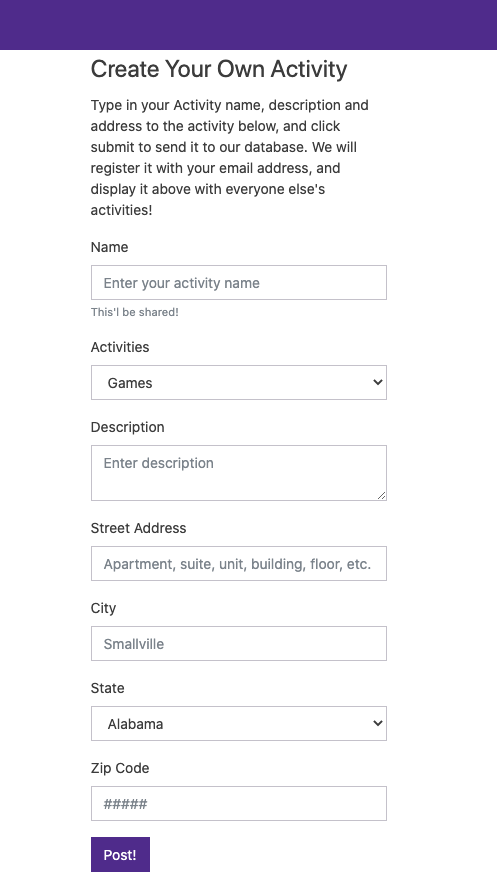 Create Your Own Activity
Type in your Activity name, description and
address to the activity below, and click
submit to send it to our database. We will
register it with your email address, and
display it above with everyone else's
activities!
Name
Enter your activity name
This'l be shared!
Activities
Games
Description
Enter description
Street Address
Apartment, suite, unit, building, floor, etc.
City
Smallville
State
Alabama
Zip Code
#####
Post!